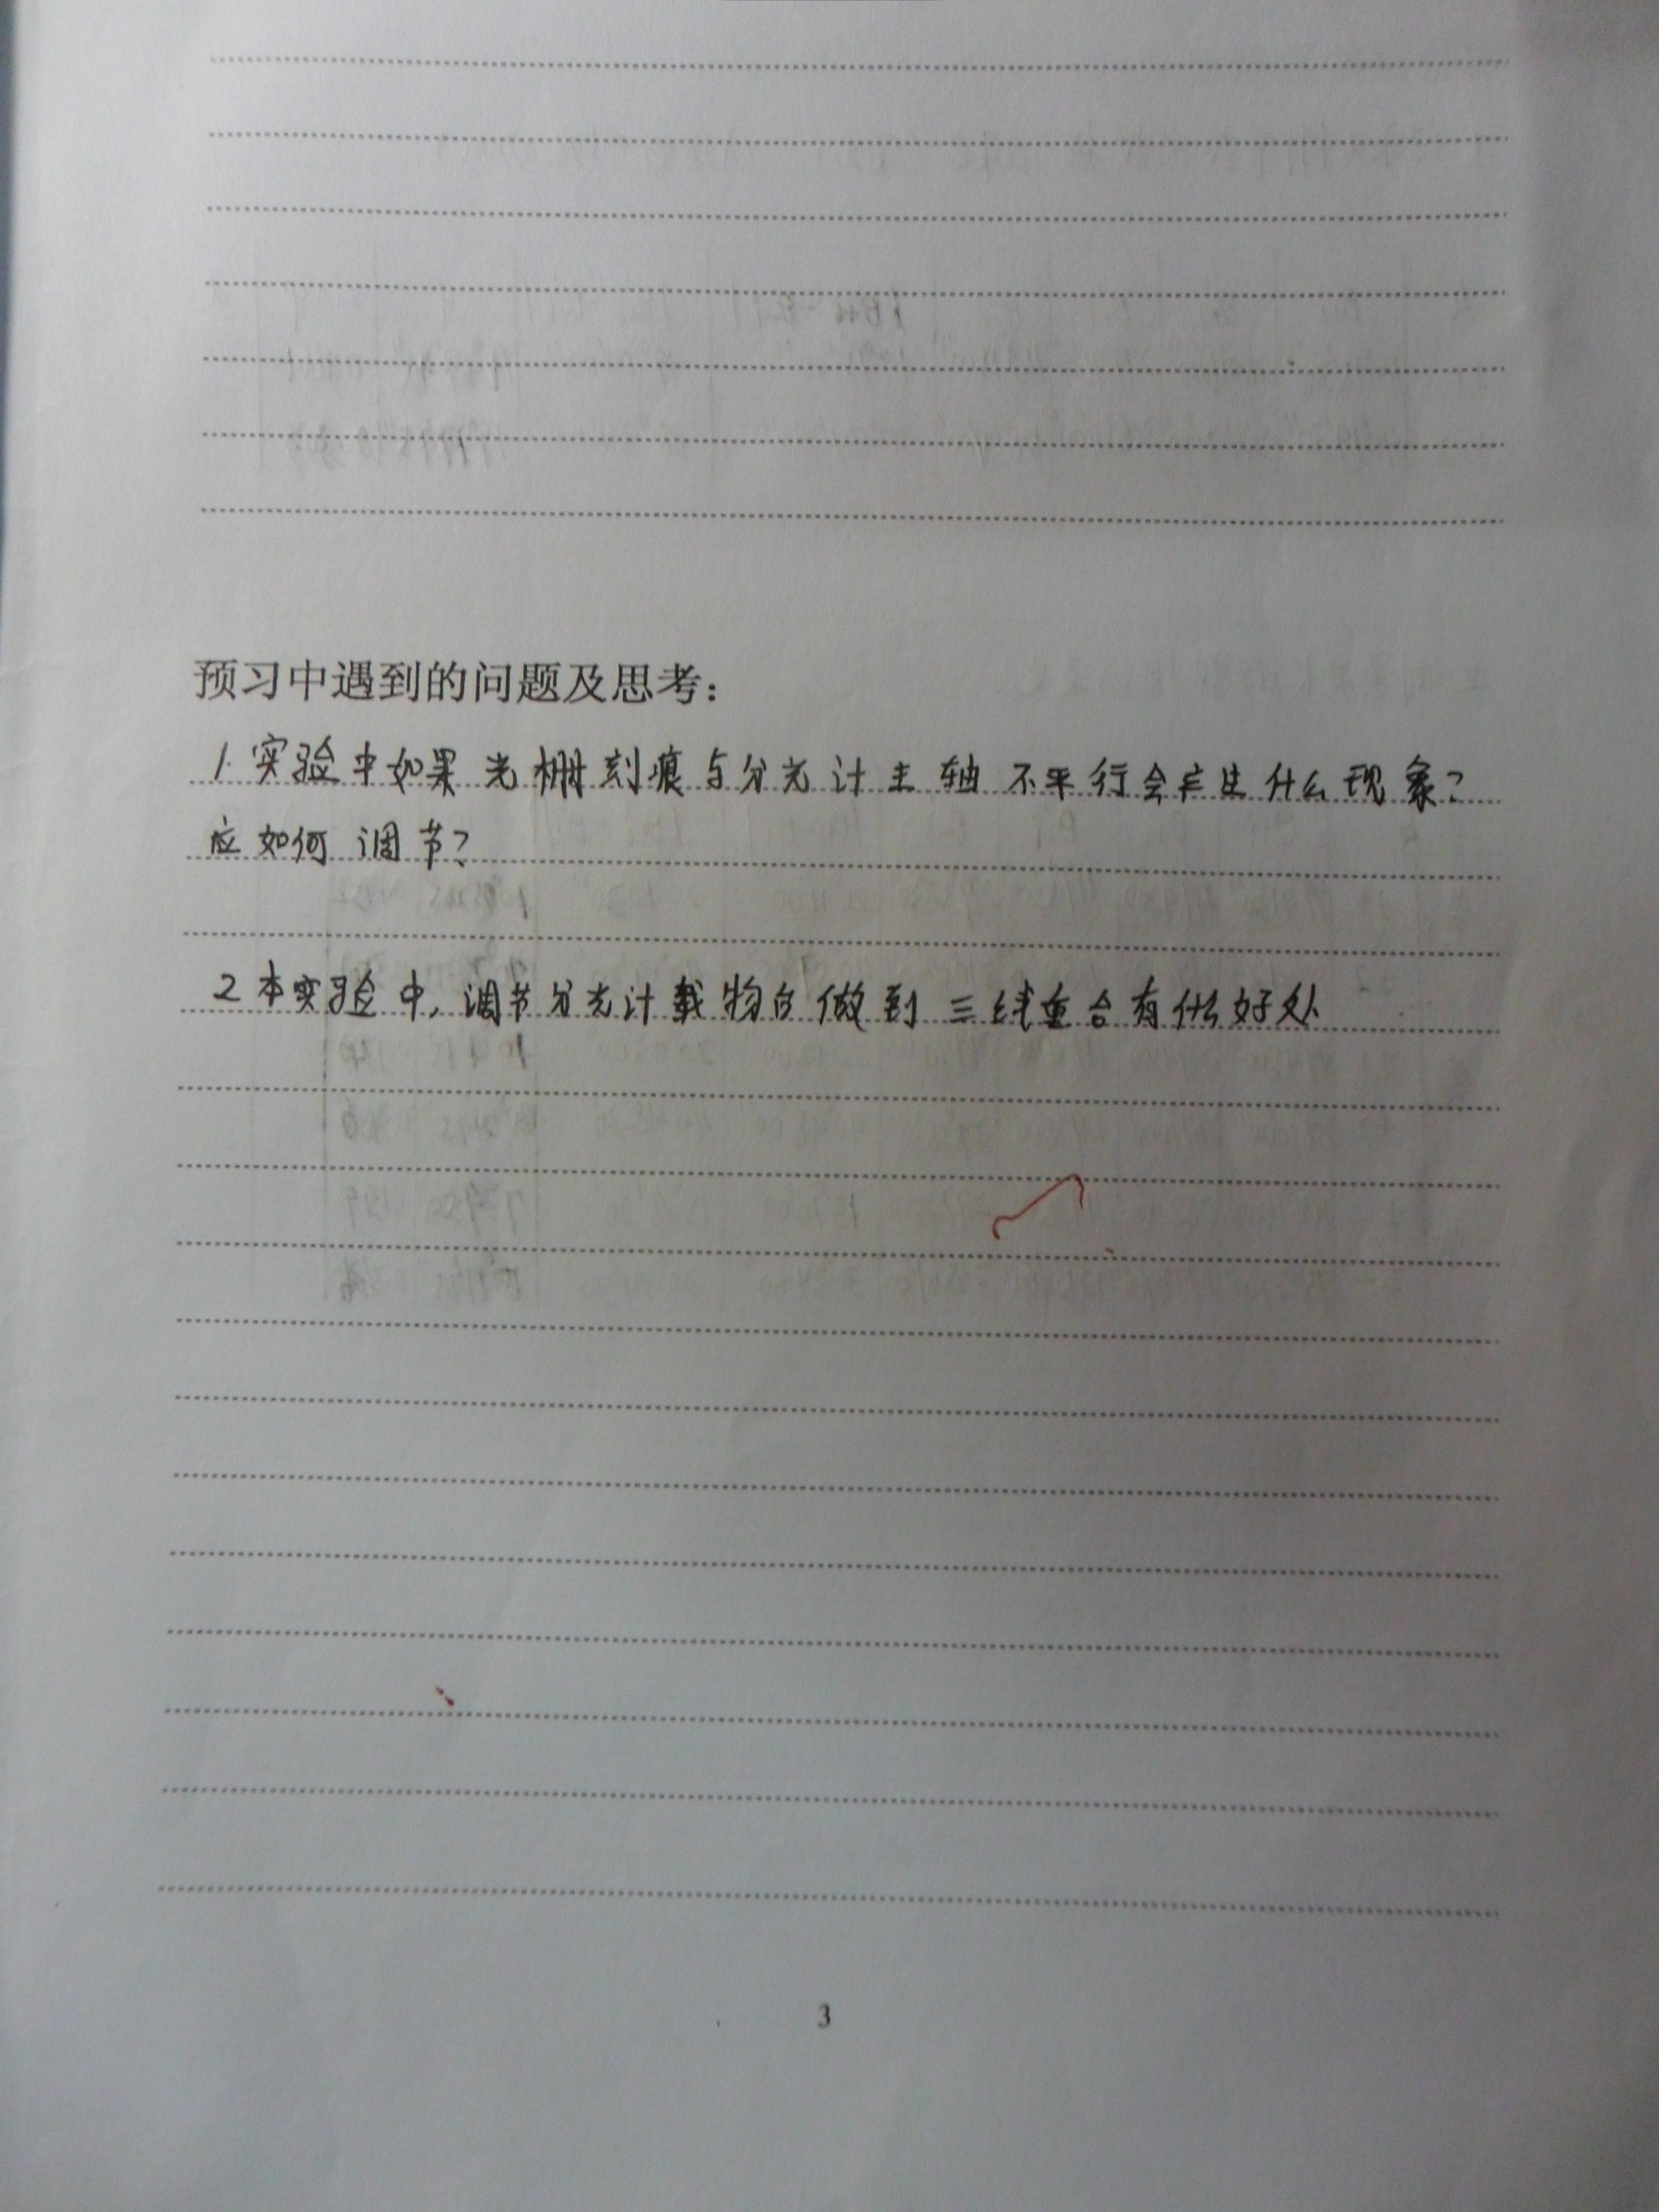 预习中遇到的问题及思考：
1.实验中如果光栅刻痕与分光计主轴不平行会产生什么现象？
应如何调节？
2本实验中，调节分光计载物台做到三线重合有什么好处
3